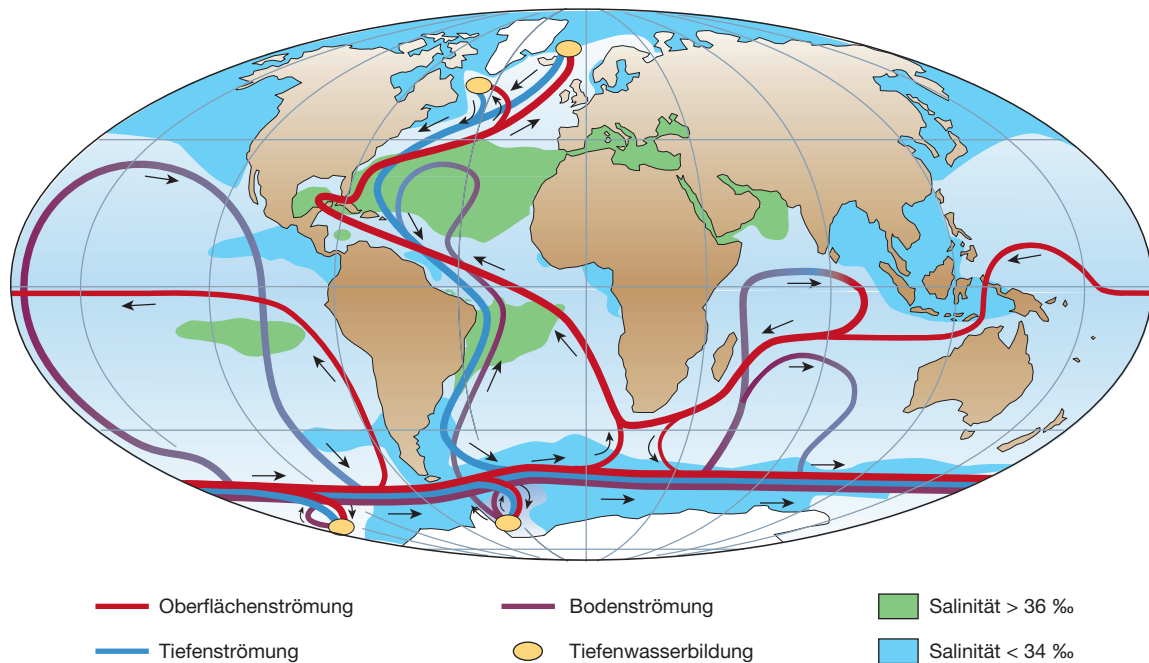 Oberflächenströmung
Bodenströmung
Salinität > 36 ‰
Tiefenströmung
Tiefenwasserbildung
Salinität < 34 ‰